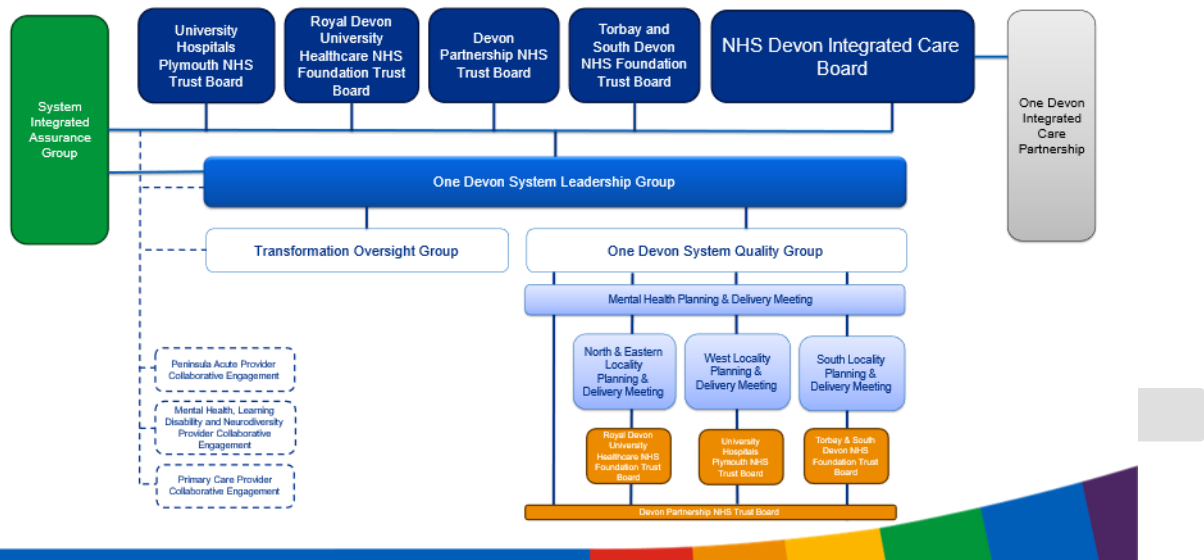 System
Integrated
Assurance
Group
University
Hospitals
Plymouth NHS
Trust Board
Royal Devon
University
Healthcare NHS
Foundation Trust
Board
Devon
Partnership NHS
Trust Board
Torbay and
South Devon
NHS Foundation
Trust Board
NHS Devon Integrated Care
Board
One Devon
Integrated
Care
Partnership
One Devon System Leadership Group
Transformation Oversight Group
One Devon System Quality Group
Mental Health Planning & Delivery Meeting
North & Eastern
Locality
Planning &
Delivery Meeting
West Locality
Planning &
Delivery Meeting
South Locality
Planning &
Delivery Meeting
Peninsula Acute Provider
Collaborative Engagement
Mental Health, Learning
Disability and Neurodiversity
Provider Collaborative
Engagement
Primary Care Provider
Collaborative Engagement
Royal Devon
University
Healthcare NHS
Foundation Trust
Board
University
Hospitals
Plymouth NHS
Trust Board
Torbay & South
Devon NHS
Foundation Trust
Board
Devon Partnership NHS Trust Board